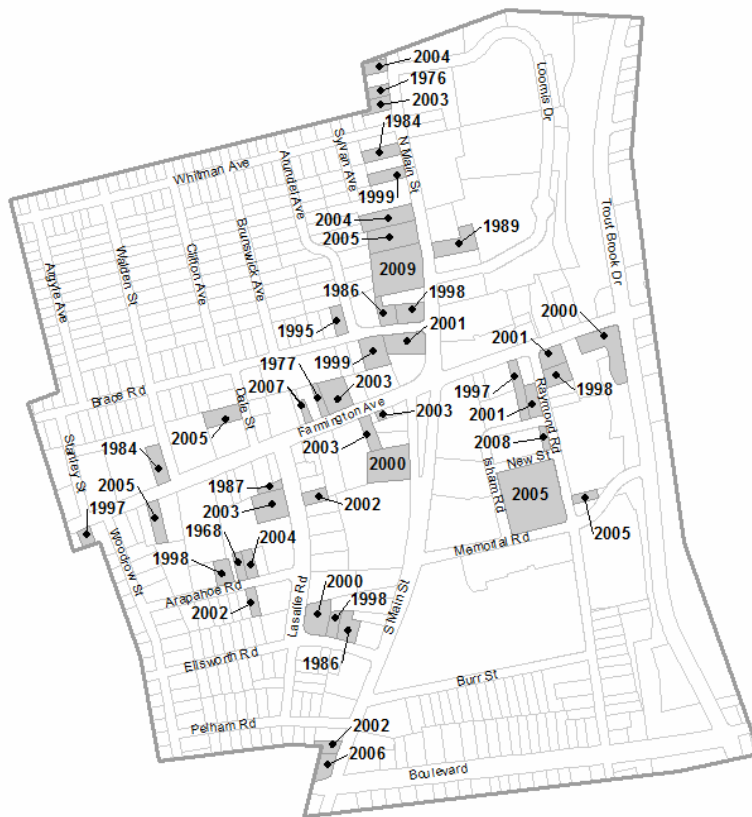 2004
1976
2003
Loomis Dr
1984
Sylvan Ave
N Main St
Whitman Ave
Arundel Ave
1999
2004
2005
1989
Trout Brook Dr
Argyle Ave
Walden St
Clifton Ave
Brunswick Ave
2009
1986
1998
2000
1995
2001
2001
1999
1977
2007
2003
1997
1998
Brace Rd
Dale St
Farmington Ave
2003
2001
Raymond Rd
2005
2003
2008
Stanley St
1984
2000
New St
Isham Rd
2005
1987
2002
2005
1997
2003
2005
1968
2004
Memorial Rd
Woodrow St
1998
Arapahoe Rd
2002
Lasalle Rd
2000
1998
S Main St
1986
Ellsworth Rd
Burr St
Pelham Rd
2002
2006
Boulevard